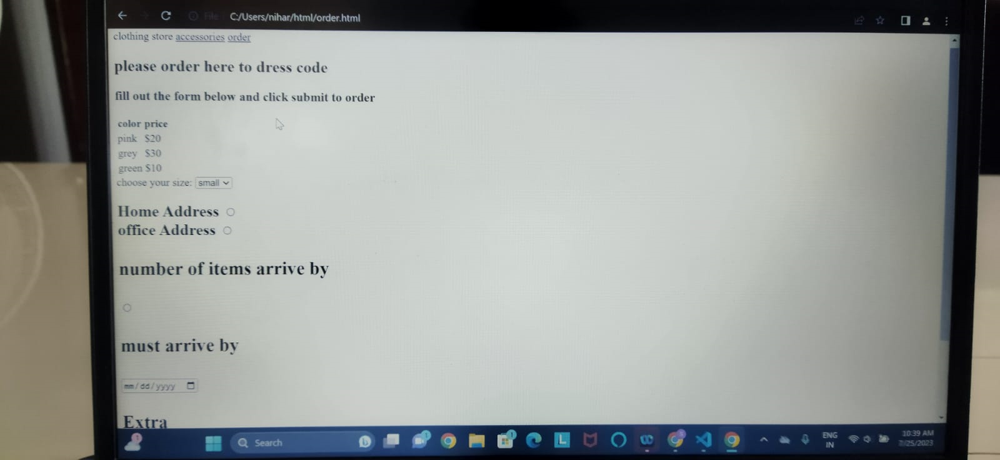 File C:/Users/nihar/html/order.html
clothing store accessories order
please order here to dress code
fill out the form below and click submit to order
color price
pink $20
grey $30
green $10
choose your size: small
Home Address
office Address
number of items arrive by
must arrive by
mm/dd/yyyy
Extra
Search
ENG
IN
10:39 AM
7/25/2023